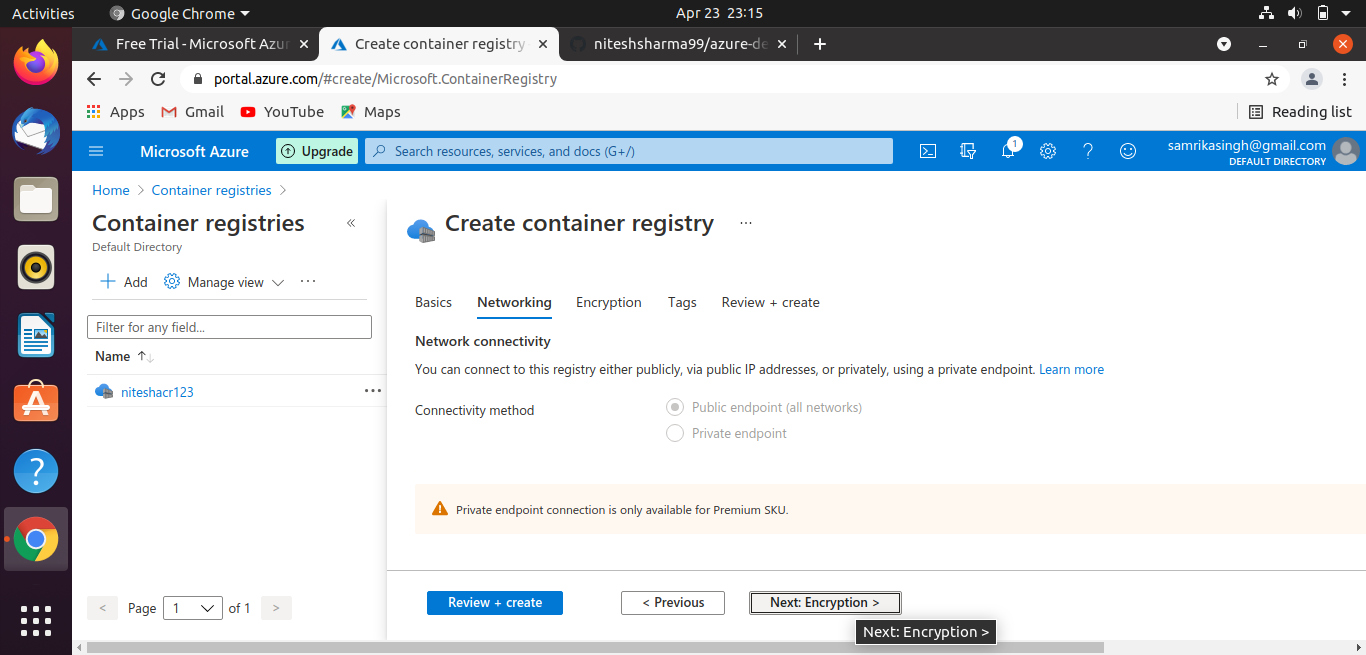 Activities
Google Chrome
Apr 23 23:15
Free Trial - Microsoft Azur
Create container registry
niteshsharma99/azure-de
portal.azure.com/#create/Microsoft.ContainerRegistry
Apps
Gmail
YouTube
Maps
Reading list
Microsoft Azure
Upgrade
Search resources, services, and docs (G+/)
1
samrikasingh@gmail.com
DEFAULT DIRECTORY
Home > Container registries >
Container registries
«
Default Directory
+ Add
Manage view
...
Filter for any field...
Name ↑↓
niteshacr123
...
< Page 1 of 1 >
Create container registry
...
Basics
Networking
Encryption
Tags
Review + create
Network connectivity
You can connect to this registry either publicly, via public IP addresses, or privately, using a private endpoint. Learn more
Connectivity method
Public endpoint (all networks)
Private endpoint
Private endpoint connection is only available for Premium SKU.
Review + create
< Previous
Next: Encryption >
Next: Encryption >